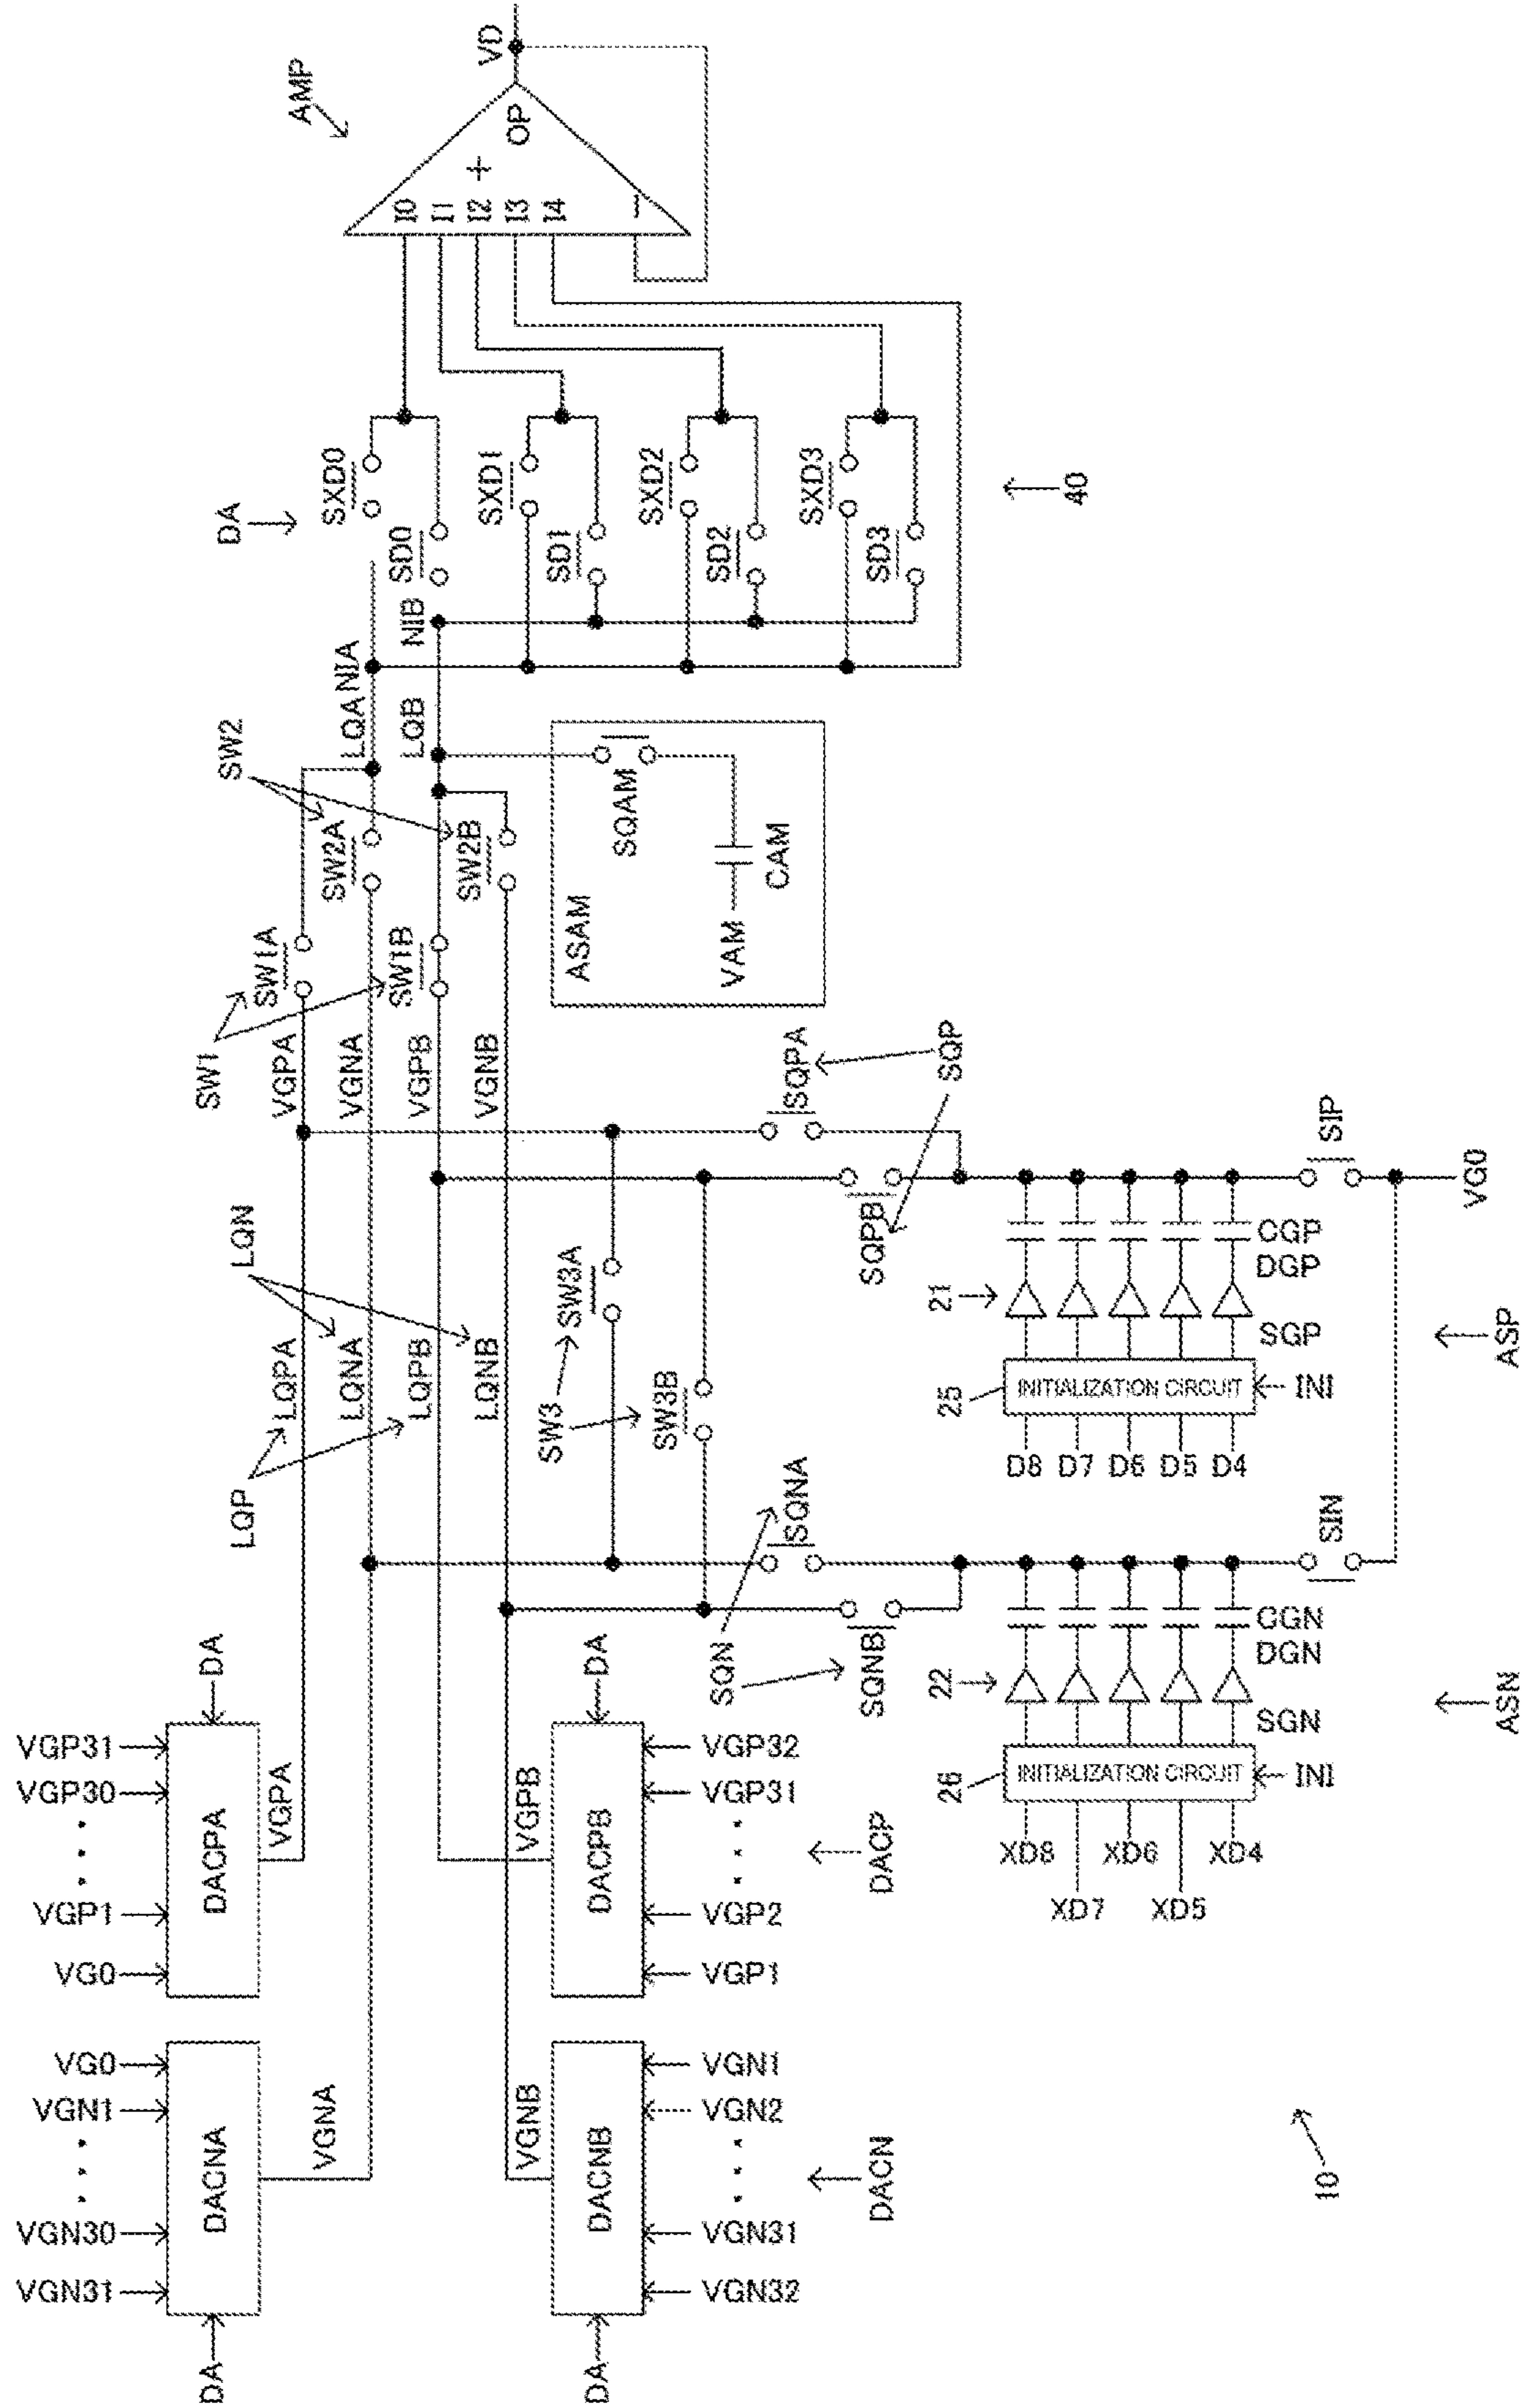 AMP
VD
OP
+
−
I0
I1
I2
I3
I4
DA
SXD0
SD0
SXD1
SD1
SXD2
SD2
SXD3
SD3
40
NIB
NIA
LQA
LQB
SW2
SW2A
SW2B
SQAM
CAM
VAM
ASAM
SW1
SW1A
SW1B
VGPA
VGNA
VGPB
VGNB
SQPA
SQP
SQPB
SIP
VG0
LQN
LQPA
LQNA
LQPB
LQNB
LQP
SW3A
SW3
SW3B
21
CGP
DGP
SGP
25
INITIALIZATION CIRCUIT
INI
D8
D7
D6
D5
D4
ASP
SQNA
SQN
SQNB
SIN
22
CGN
DGN
SGN
26
INITIALIZATION CIRCUIT
INI
XD8
XD7
XD6
XD5
XD4
ASN
VGP31
VGP30
VGP1
VG0
DA
DACPA
VGPA
DA
DACPB
VGPB
VGP32
VGP31
VGP2
VGP1
DACP
VG0
VGN1
VGN30
VGN31
DACNA
VGNA
DA
DACNB
VGNB
VGN1
VGN2
VGN31
VGN32
DA
DACN
10